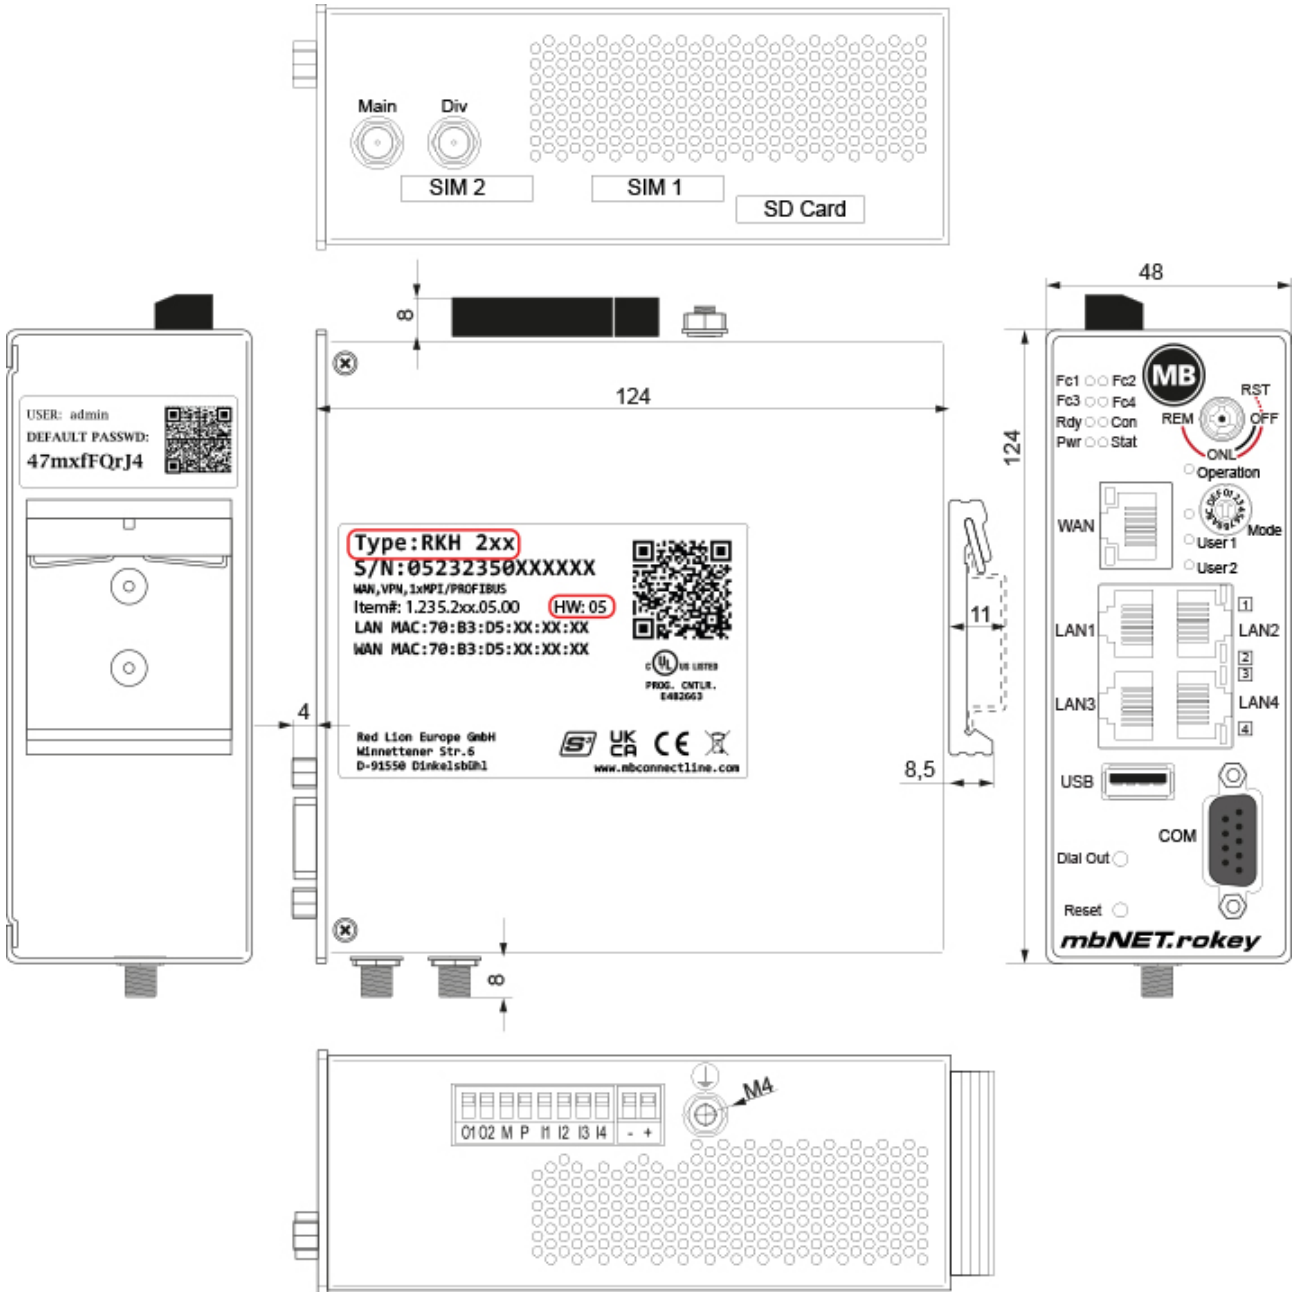 Main Div
SIM 2 SIM 1
SD Card
USER: admin
DEFAULT PASSWD:
47mxfFQrJ4
8
124
Type:RKH 2xx
S/N:05232350XXXXXX
WAN,VPN,1xMPI/PROFIBUS
Item#: 1.235.2xx.05.00 HW: 05
LAN MAC:70:B3:D5:XX:XX:XX
WAN MAC:70:B3:D5:XX:XX:XX
C UL US LISTED
PROG. CNTLR.
E482663
Red Lion Europe GmbH
Winnettener Str.6
D-91550 Dinkelsbühl
S3 UK CA CE
www.mbconnectline.com
4
8
11
8,5
48
124
MB
Fc1 Fc2
Fc3 Fc4
Rdy Con
Pwr Stat
RST
REM OFF
ONL
Operation
0123456789ABCDEF
Mode
User1
User2
WAN
LAN1 LAN2
1
2
3
LAN3 LAN4
4
USB
COM
Dial Out
Reset
mbNET.rokey
M4
O1 O2 M P I1 I2 I3 I4 - +